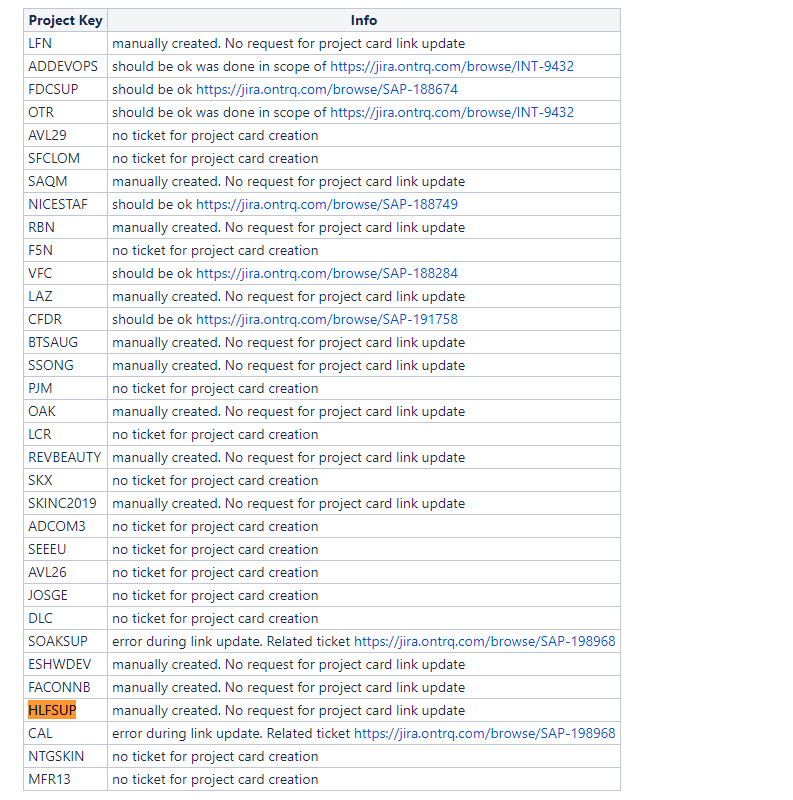 Project Key Info
LFN manually created. No request for project card link update
ADDEVOPS should be ok was done in scope of https://jira.ontrq.com/browse/INT-9432
FDCSUP should be ok https://jira.ontrq.com/browse/SAP-188674
OTR should be ok was done in scope of https://jira.ontrq.com/browse/INT-9432
AVL29 no ticket for project card creation
SFCLOM no ticket for project card creation
SAQM manually created. No request for project card link update
NICESTAF should be ok https://jira.ontrq.com/browse/SAP-188749
RBN manually created. No request for project card link update
F5N no ticket for project card creation
VFC should be ok https://jira.ontrq.com/browse/SAP-188284
LAZ manually created. No request for project card link update
CFDR should be ok https://jira.ontrq.com/browse/SAP-191758
BTSAUG manually created. No request for project card link update
SSONG manually created. No request for project card link update
PJM no ticket for project card creation
OAK manually created. No request for project card link update
LCR no ticket for project card creation
REVBEAUTY manually created. No request for project card link update
SKX no ticket for project card creation
SKINC2019 manually created. No request for project card link update
ADCOM3 no ticket for project card creation
SEEEU no ticket for project card creation
AVL26 no ticket for project card creation
JOSGE no ticket for project card creation
DLC no ticket for project card creation
SOAKSUP error during link update. Related ticket https://jira.ontrq.com/browse/SAP-198968
ESHWDEV manually created. No request for project card link update
FACONNB manually created. No request for project card link update
HLFSUP manually created. No request for project card link update
CAL error during link update. Related ticket https://jira.ontrq.com/browse/SAP-198968
NTGSKIN no ticket for project card creation
MFR13 no ticket for project card creation